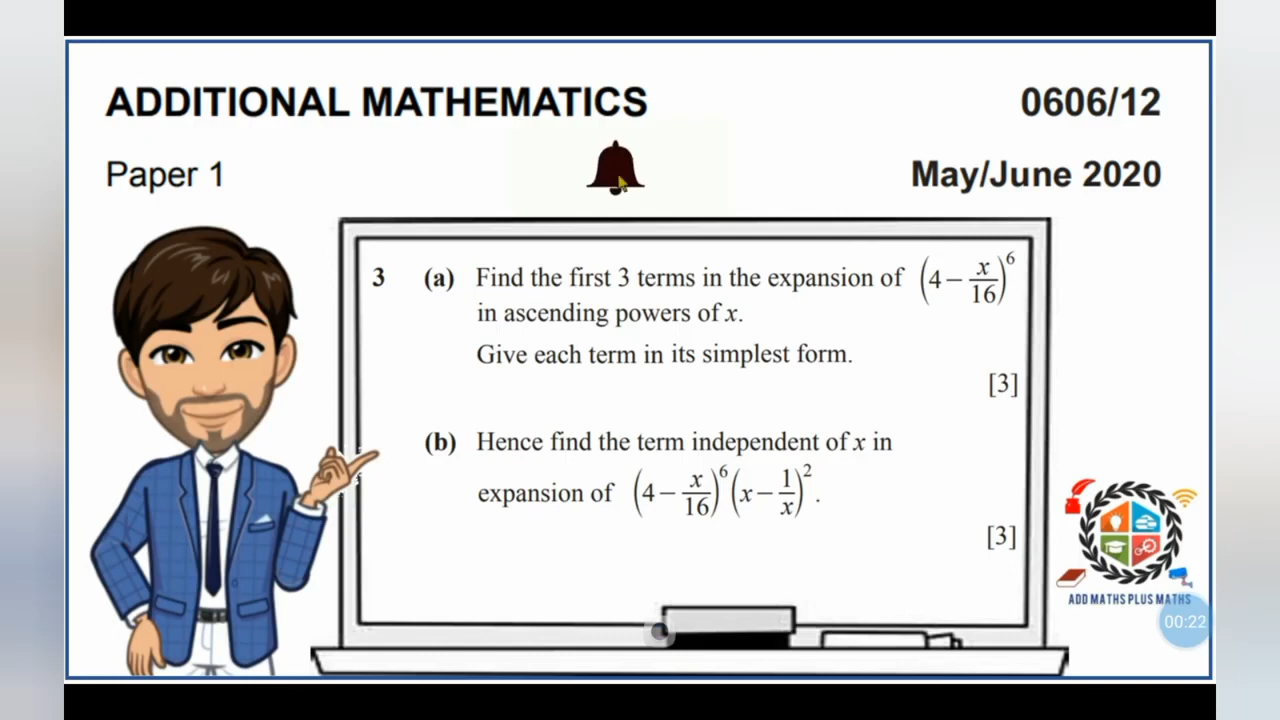 ADDITIONAL MATHEMATICS 0606/12
Paper 1 May/June 2020
3 (a) Find the first 3 terms in the expansion of (4 − x/16)⁶
in ascending powers of x.
Give each term in its simplest form.
[3]
(b) Hence find the term independent of x in
expansion of (4 − x/16)⁶ (x − 1/x)².
[3]
ADD MATHS PLUS MATHS
00:22